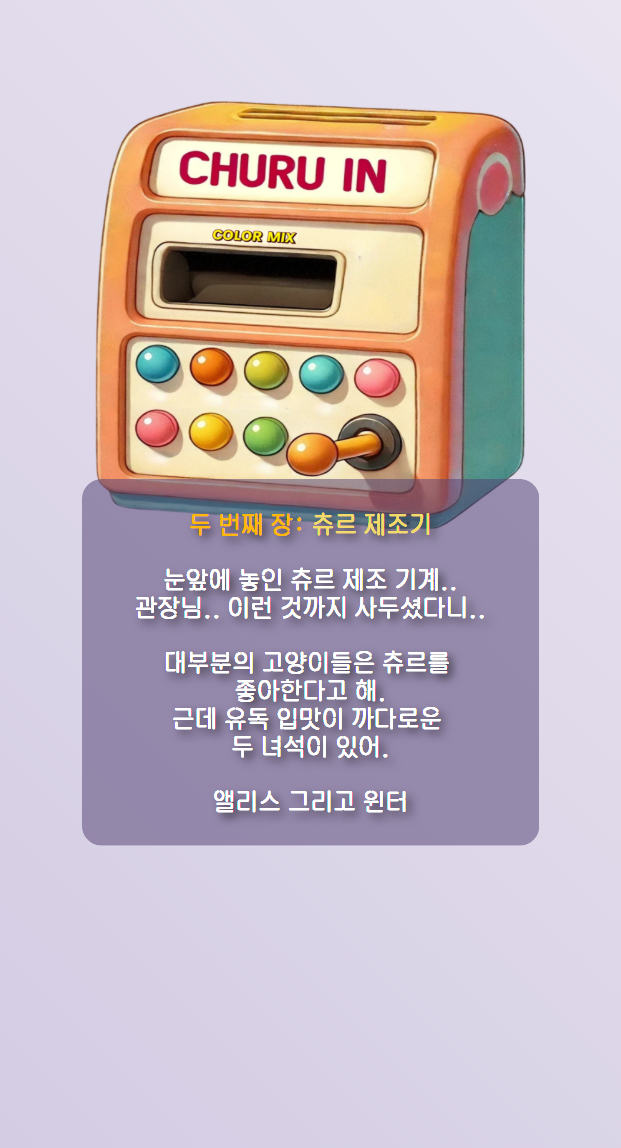 CHURU IN
COLOR MIX
두 번째 장: 츄르 제조기
눈앞에 놓인 츄르 제조 기계..
관장님.. 이런 것까지 사두셨다니..
대부분의 고양이들은 츄르를
좋아한다고 해.
근데 유독 입맛이 까다로운
두 녀석이 있어.
앨리스 그리고 윈터